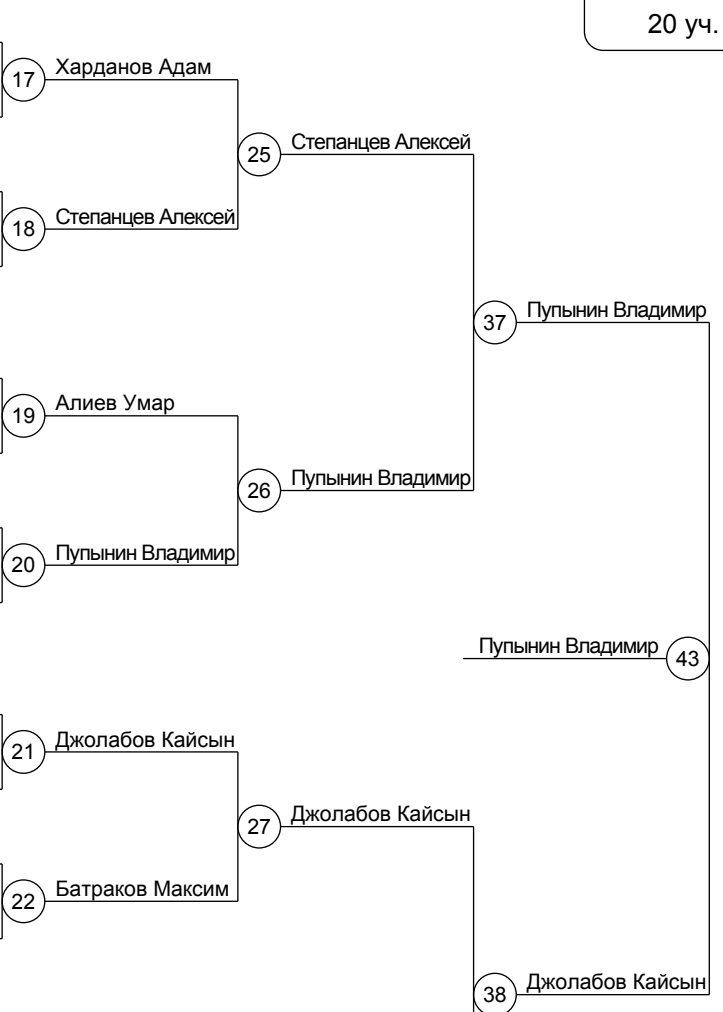 20 уч.
17 Харданов Адам
25 Степанцев Алексей
18 Степанцев Алексей
37 Пупынин Владимир
19 Алиев Умар
26 Пупынин Владимир
20 Пупынин Владимир
Пупынин Владимир 43
21 Джолабов Кайсын
27 Джолабов Кайсын
22 Батраков Максим
38 Джолабов Кайсын